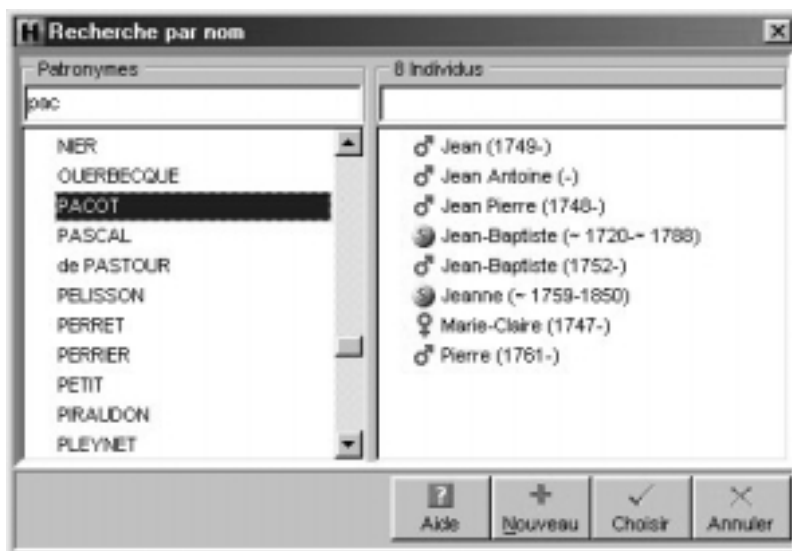 Recherche par nom
Patronymes
pac
NIER
OUERBECQUE
PACOT
PASCAL
de PASTOUR
PELISSON
PERRET
PERRIER
PETIT
PIRAUDON
PLEYNET
8 Individus
Jean (1749-)
Jean Antoine (-)
Jean Pierre (1748-)
Jean-Baptiste (~ 1720-~ 1788)
Jean-Baptiste (1752-)
Jeanne (~ 1759-1850)
Marie-Claire (1747-)
Pierre (1761-)
Aide
Nouveau
Choisir
Annuler